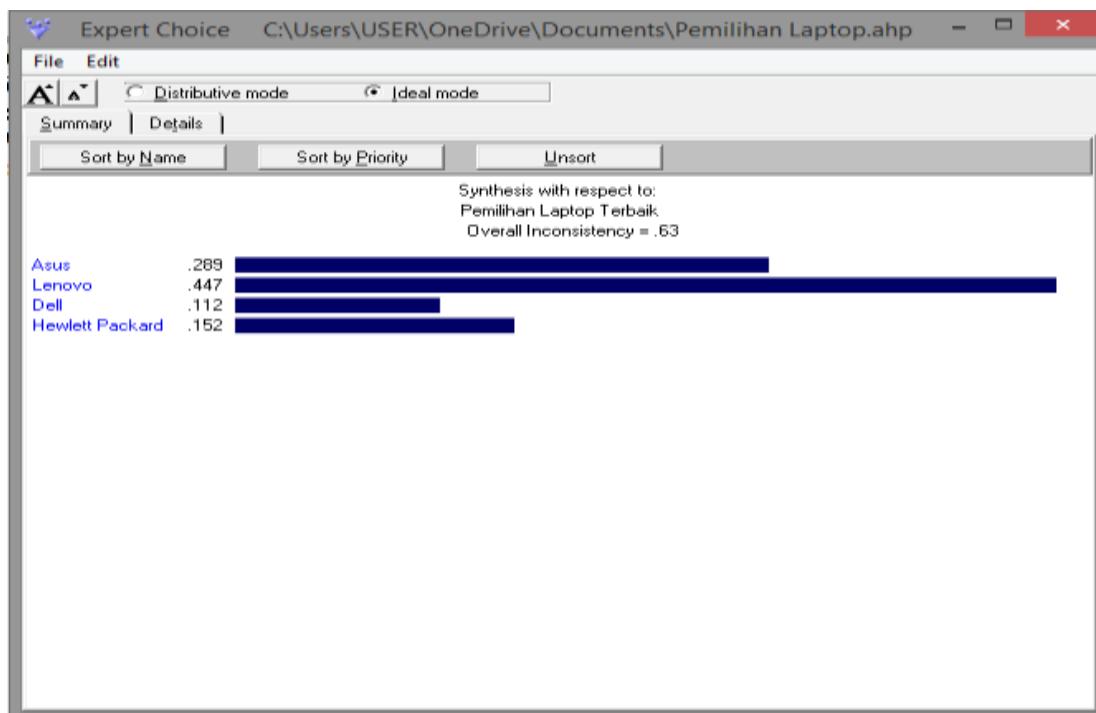 Expert Choice C:\Users\USER\OneDrive\Documents\Pemilihan Laptop.ahp
File Edit
A A Distributive mode Ideal mode
Summary Details
Sort by Name Sort by Priority Unsort
Synthesis with respect to:
Pemilihan Laptop Terbaik
Overall Inconsistency = .63
Asus .289
Lenovo .447
Dell .112
Hewlett Packard .152